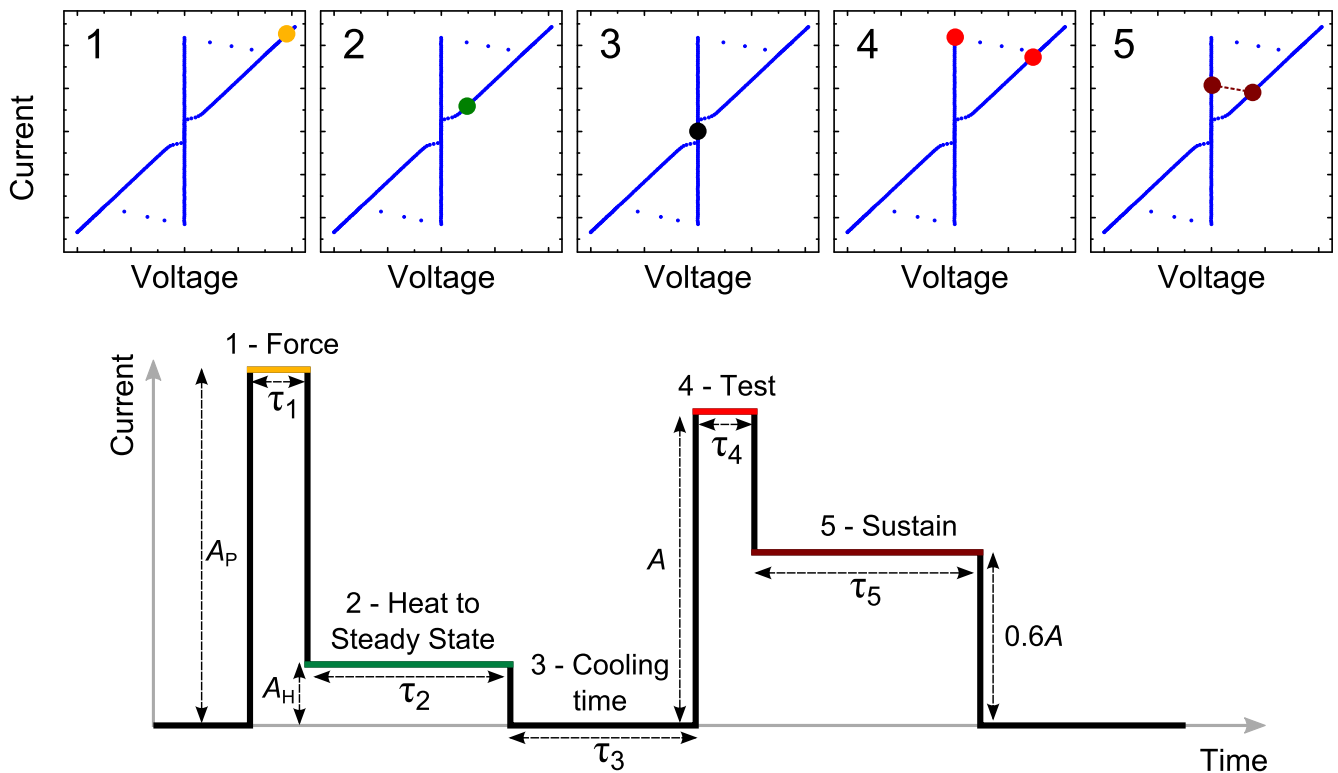 1
2
3
4
5
Current
Voltage
Voltage
Voltage
Voltage
Voltage
1 - Force
τ1
4 - Test
τ4
Current
AP
A
5 - Sustain
τ5
2 - Heat to
Steady State
0.6A
3 - Cooling
time
AH
τ2
τ3
Time